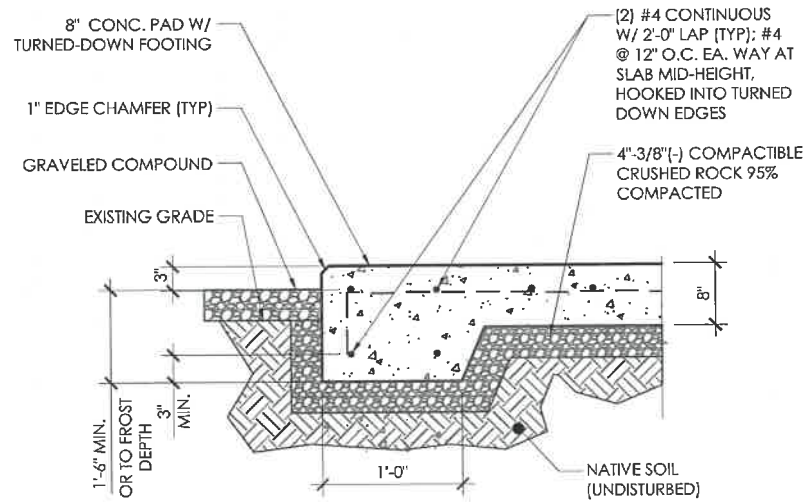 8" CONC. PAD W/
TURNED-DOWN FOOTING
1" EDGE CHAMFER (TYP)
GRAVELED COMPOUND
EXISTING GRADE
(2) #4 CONTINUOUS
W/ 2'-0" LAP (TYP); #4
@ 12" O.C. EA. WAY AT
SLAB MID-HEIGHT,
HOOKED INTO TURNED
DOWN EDGES
4"-3/8"(-) COMPACTIBLE
CRUSHED ROCK 95%
COMPACTED
3"
8"
1'-6" MIN.
OR TO FROST
DEPTH
3"
MIN.
1'-0"
NATIVE SOIL
(UNDISTURBED)